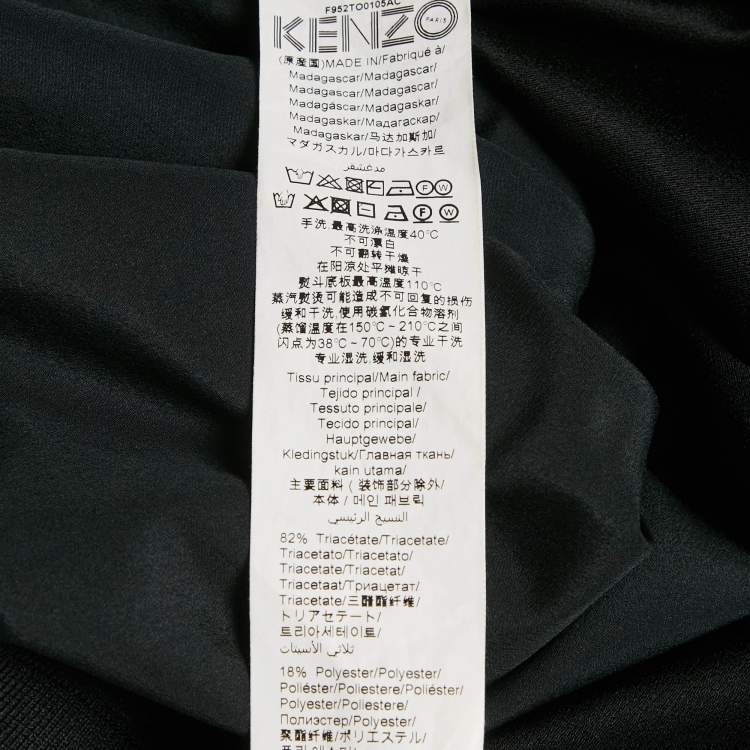 F952TO0105AC
KENZO
PARIS
(原産国)MADE IN/Fabriqué à/
Madagascar/Madagascar/
Madagascar/Madagascar/
Madagáscar/Madagaskar/
Madagaskar/Мадагаскар/
Madagaskar/马达加斯加/
マダガスカル/마다가스카르
مدغشقر
F W
F W
手洗,最高洗涤温度40°C
不可漂白
不可翻转干燥
在阳凉处平摊晾干
熨斗底板最高温度110°C
蒸汽熨烫可能造成不可回复的损伤
缓和干洗,使用碳氢化合物溶剂
(蒸馏温度在150°C ~ 210°C之间
闪点为38°C ~ 70°C)的专业干洗
专业湿洗,缓和湿洗
Tissu principal/Main fabric/
Tejido principal /
Tessuto principale/
Tecido principal/
Hauptgewebe/
Kledingstuk/Главная ткань/
kain utama/
主要面料 ( 装饰部分除外/
本体 / 메인 패브릭
النسيج الرئيسي
82% Triacétate/Triacetate/
Triacetato/Triacetato/
Triacetate/Triacetat/
Triacetaat/Триацетат/
Triacetate/三醋酯纤维/
トリアセテート/
트리아세테이트/
ثلاثي الأسيتات
18% Polyester/Polyester/
Poliéster/Poliestere/Poliéster/
Polyester/Poliestere/
Полиэстер/Polyester/
聚酯纤维/ポリエステル/
폴리에스터/